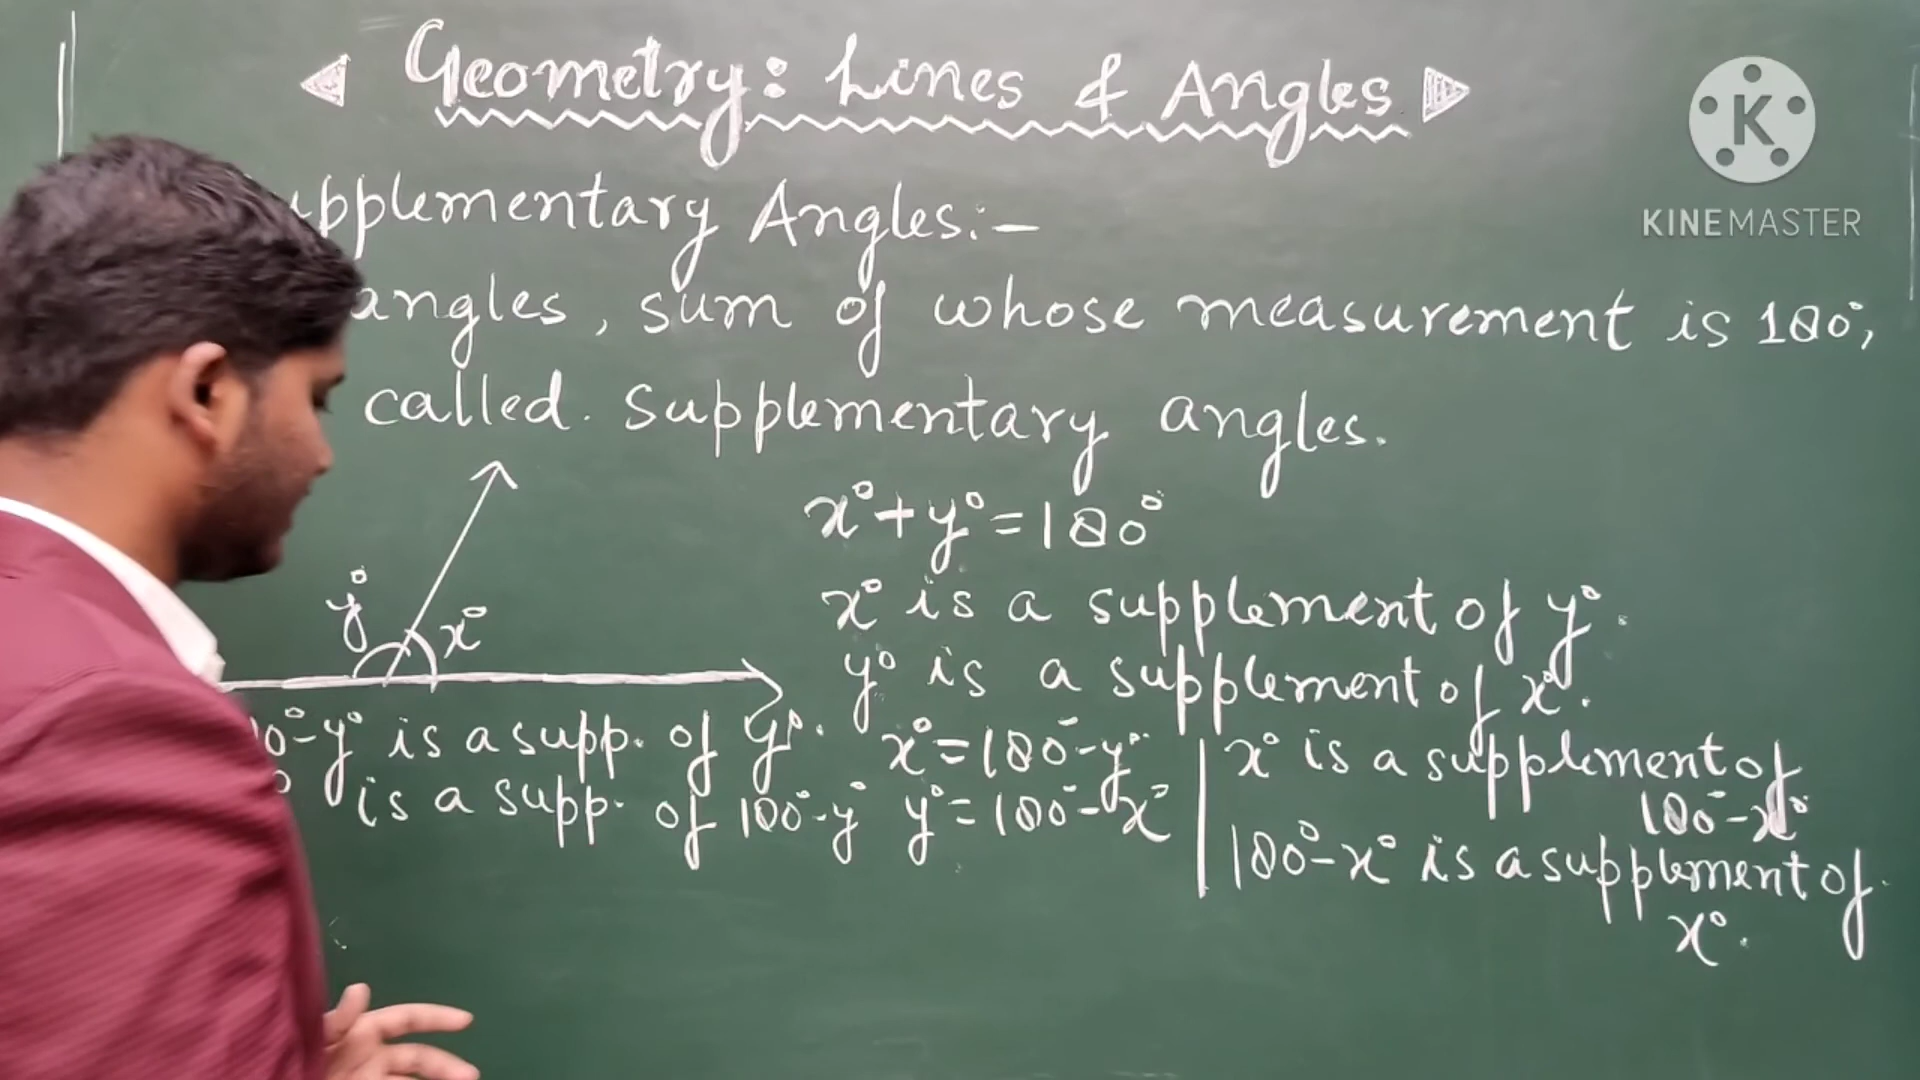 Geometry: Lines & Angles
K
KINEMASTER
upplementary Angles:-
angles, sum of whose measurement is 180°,
called. supplementary angles.
x°+y°=180°
x° is a supplement of y°.
y° is a supplement of x°.
y° x°
0°-y° is a supp. of y°.
is a supp. of 180°-y°
x°=180°-y°
y°=180°-x°
x° is a supplement of
180°-x°
180°-x° is a supplement of
x°.